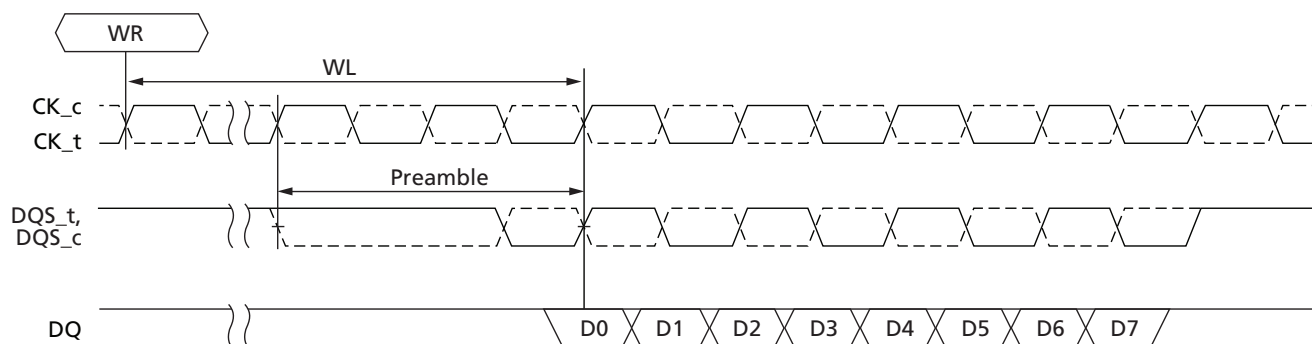 WR
WL
CK_c
CK_t
Preamble
DQS_t,
DQS_c
DQ
D0
D1
D2
D3
D4
D5
D6
D7